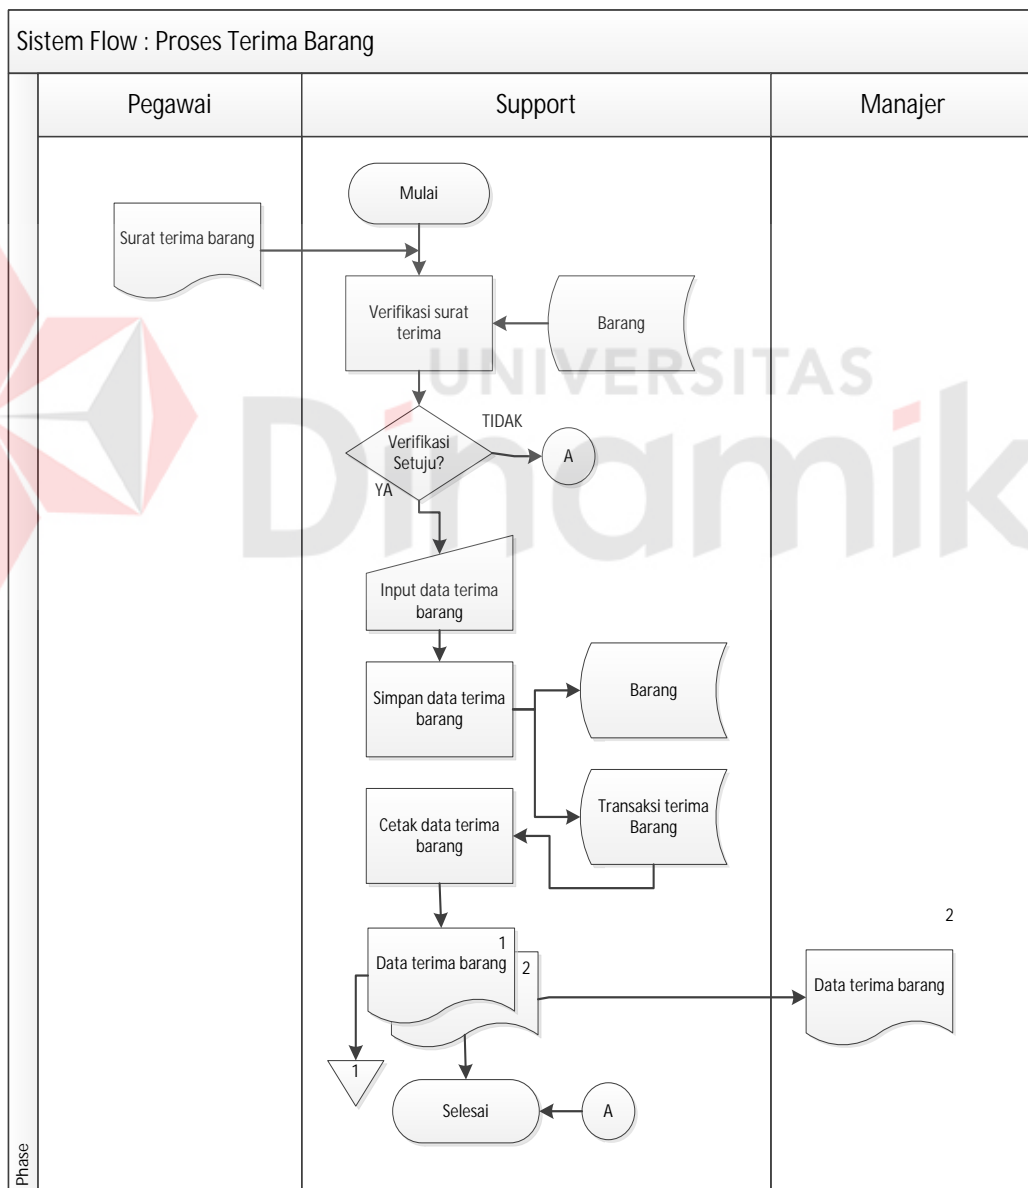 Sistem Flow : Proses Terima Barang
Pegawai
Support
Manajer
Mulai
Surat terima barang
Verifikasi surat
terima
Barang
UNIVERSITAS
Dinamika
Verifikasi
Setuju?
TIDAK
A
YA
Input data terima
barang
Simpan data terima
barang
Barang
Transaksi terima
Barang
Cetak data terima
barang
1
Data terima barang
2
2
Data terima barang
1
Selesai
A
Phase